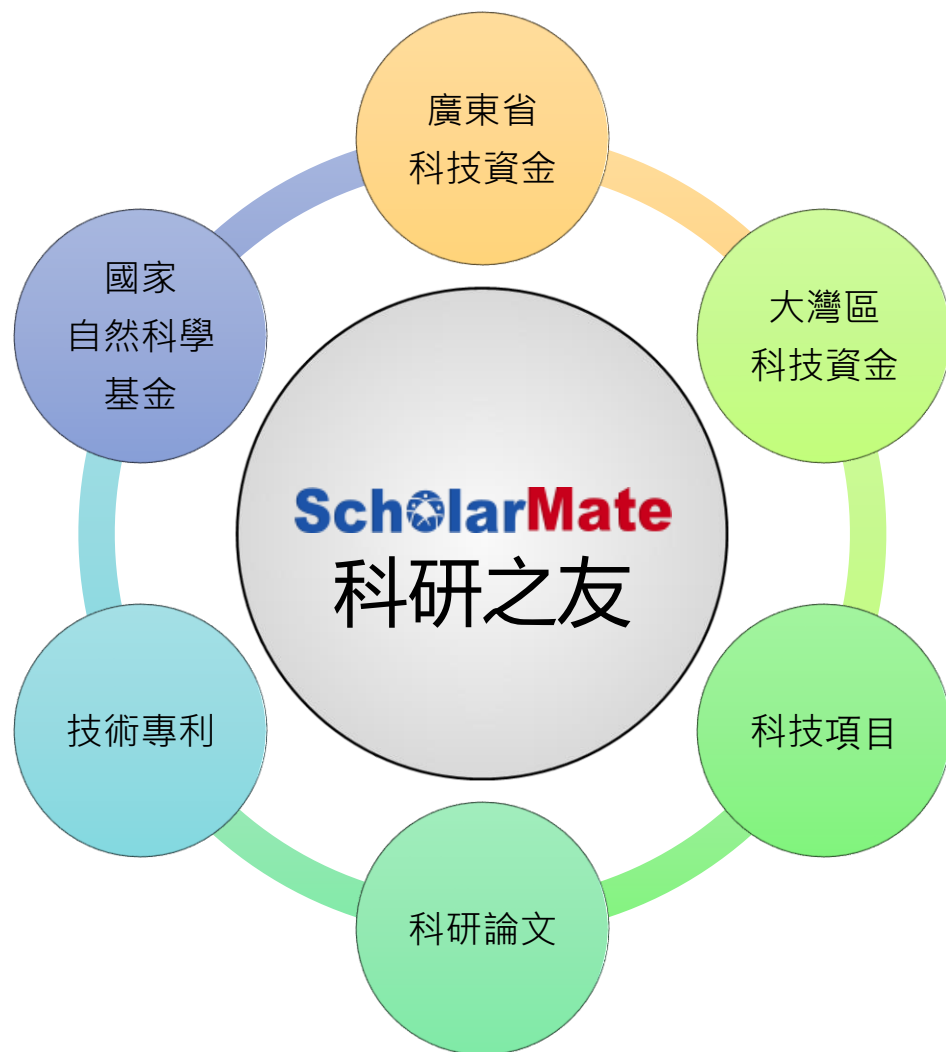 廣東省
科技資金
大灣區
科技資金
科技項目
科研論文
技術專利
國家
自然科學
基金
ScholarMate
科研之友